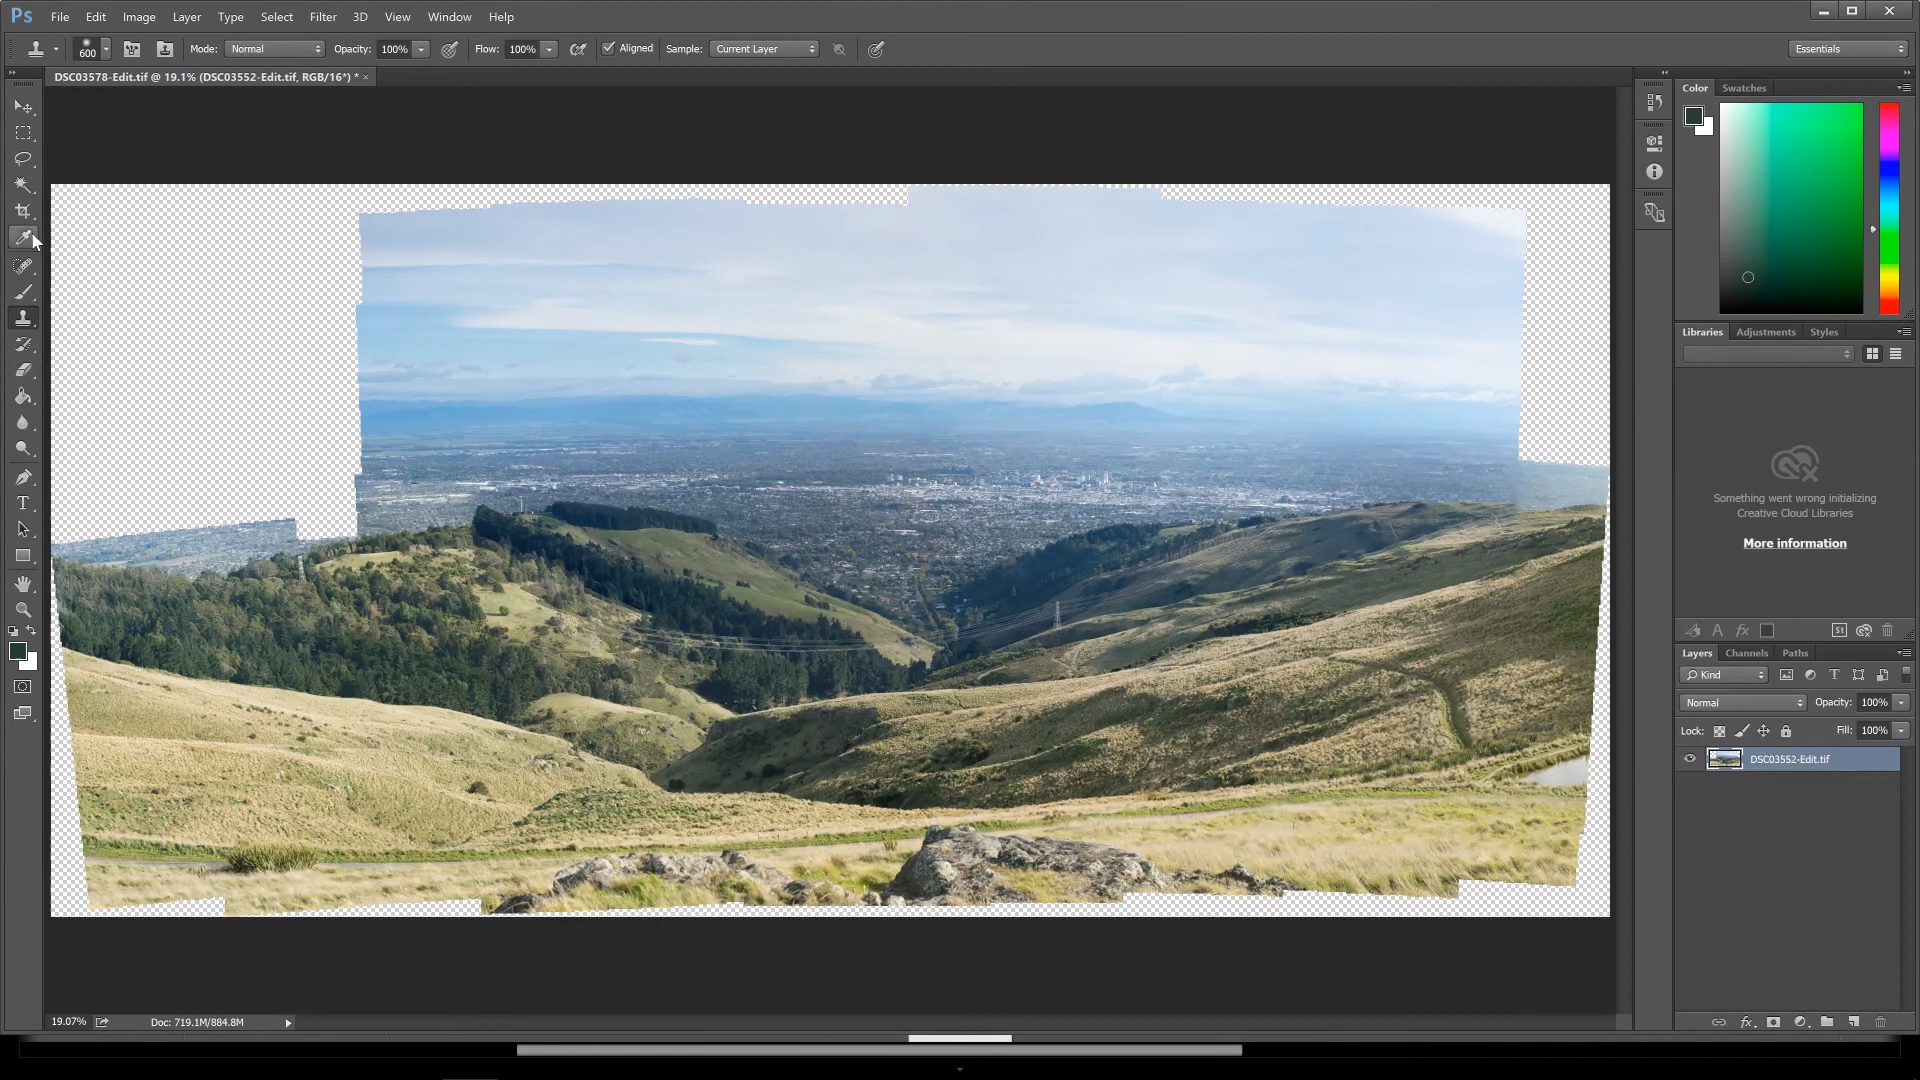 Ps File Edit Image Layer Type Select Filter 3D View Window Help
600 Mode: Normal Opacity: 100% Flow: 100% Aligned Sample: Current Layer Essentials
DSC03578-Edit.tif @ 19.1% (DSC03552-Edit.tif, RGB/16*) * ×
Color Swatches
Libraries Adjustments Styles
Something went wrong initializing
Creative Cloud Libraries
More information
St
Layers Channels Paths
Kind
Normal Opacity: 100%
Lock: Fill: 100%
DSC03552-Edit.tif
19.07% Doc: 719.1M/884.8M